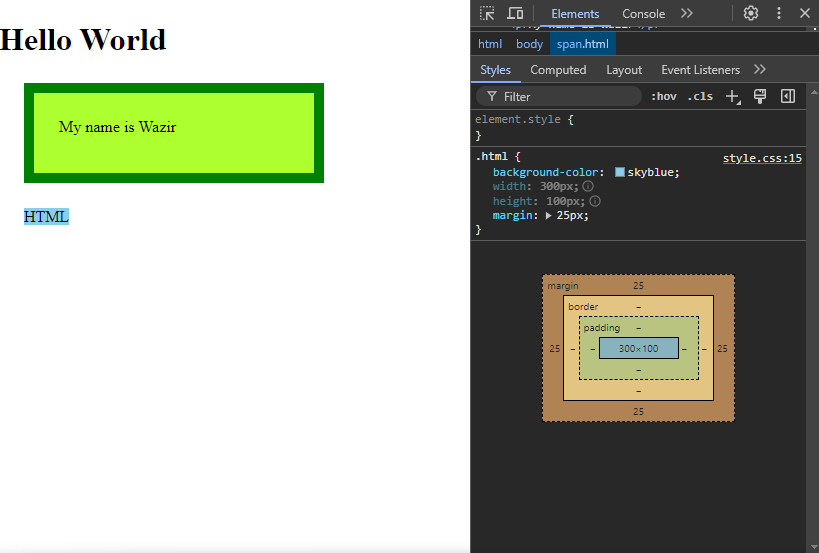 Hello World
My name is Wazir
HTML
Elements Console
html body span.html
Styles Computed Layout Event Listeners
Filter :hov .cls
element.style {
}
.html { style.css:15
background-color: skyblue;
width: 300px;
height: 100px;
margin: 25px;
}
margin 25
border –
padding –
25 – – 300×100 – – 25
–
–
25